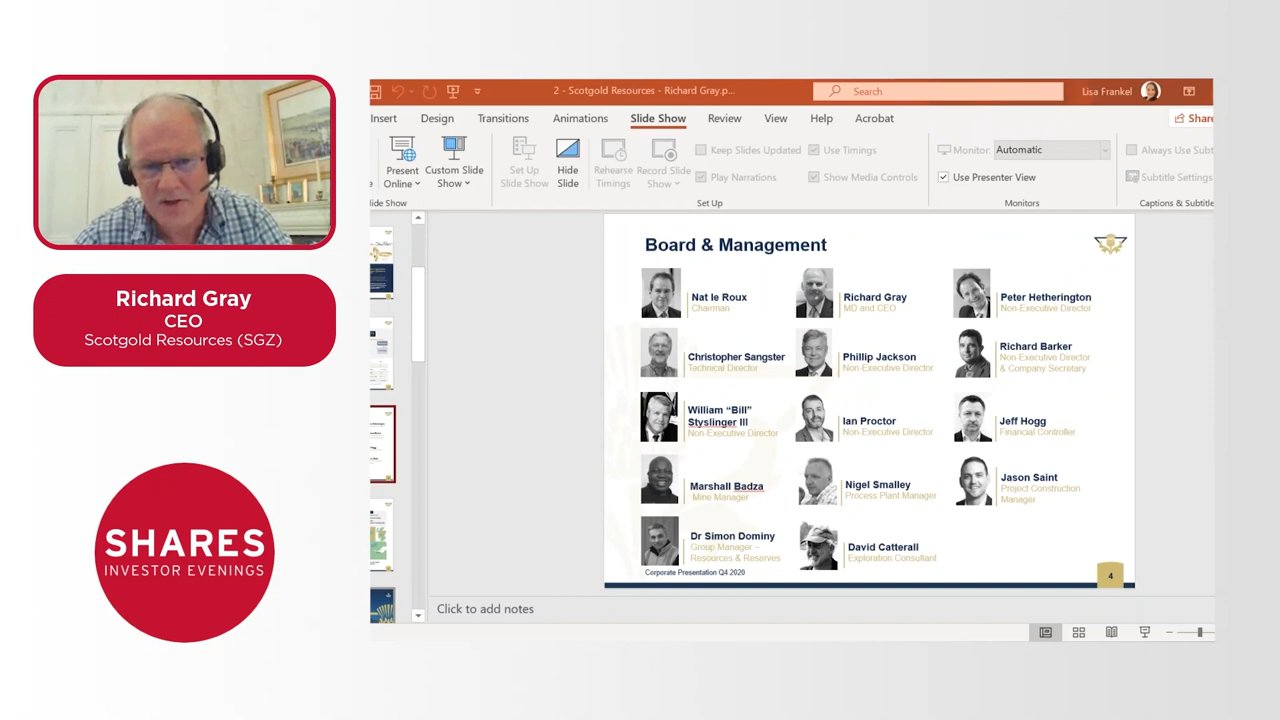 Richard Gray
CEO
Scotgold Resources (SGZ)
SHARES
INVESTOR EVENINGS
2 - Scotgold Resources - Richard Gray.p...
Search
Lisa Frankel
Insert
Design
Transitions
Animations
Slide Show
Review
View
Help
Acrobat
Share
Present
Online
Custom Slide
Show
Set Up
Slide Show
Hide
Slide
Rehearse
Timings
Record Slide
Show
Keep Slides Updated
Play Narrations
Use Timings
Show Media Controls
Monitor:
Automatic
Use Presenter View
Always Use Subt
Subtitle Settings
lide Show
Set Up
Monitors
Captions & Subtitle
Board & Management
Nat le Roux
Chairman
Richard Gray
MD and CEO
Peter Hetherington
Non-Executive Director
Christopher Sangster
Technical Director
Phillip Jackson
Non-Executive Director
Richard Barker
Non-Executive Director
& Company Secretary
William “Bill”
Styslinger III
Non-Executive Director
Ian Proctor
Non-Executive Director
Jeff Hogg
Financial Controller
Marshall Badza
Mine Manager
Nigel Smalley
Process Plant Manager
Jason Saint
Project Construction
Manager
Dr Simon Dominy
Group Manager –
Resources & Reserves
David Catterall
Exploration Consultant
Corporate Presentation Q4 2020
4
Click to add notes